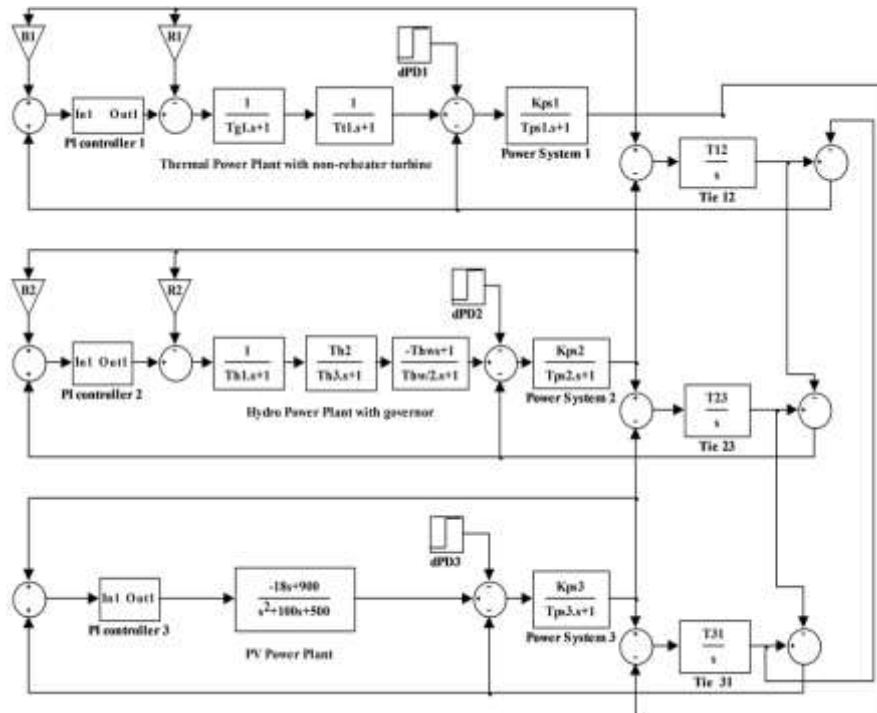 B1
R1
dPD1
+
+
In1 Out1
PI controller 1
-
+
1
Tg1.s+1
1
Tt1.s+1
-
+
-
Kps1
Tps1.s+1
Power System 1
Thermal Power Plant with non-reheater turbine
+
-
T12
s
Tie 12
-
+
B2
R2
dPD2
+
+
In1 Out1
PI controller 2
-
+
1
Th1.s+1
Th2
Th3.s+1
-Thws+1
Thw/2.s+1
-
+
-
Kps2
Tps2.s+1
Power System 2
Hydro Power Plant with governor
+
-
T23
s
Tie 23
-
+
dPD3
+
+
In1 Out1
PI controller 3
-18s+900
s²+100s+500
PV Power Plant
-
+
-
Kps3
Tps3.s+1
Power System 3
+
-
T31
s
Tie 31
-
+